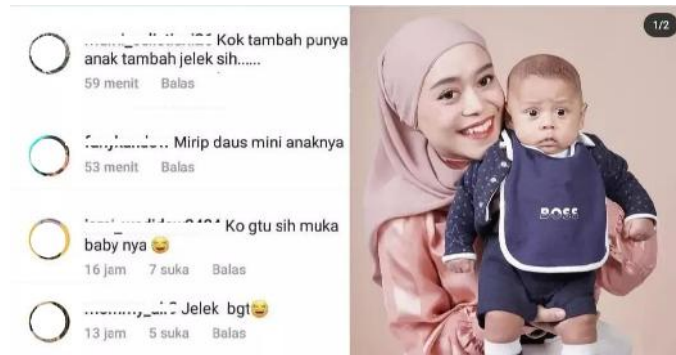 Kok tambah punya
anak tambah jelek sih......
59 menit Balas
Mirip daus mini anaknya
53 menit Balas
Ko gtu sih muka
baby nya 😂
16 jam 7 suka Balas
Jelek bgt😂
13 jam 5 suka Balas
1/2
BOSS